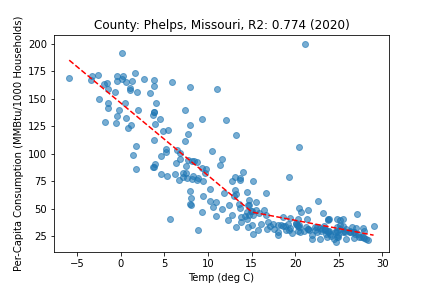 County: Phelps, Missouri, R2: 0.774 (2020)
Per-Capita Consumption (MMBtu/1000 Households)
200
175
150
125
100
75
50
25
−5 0 5 10 15 20 25 30
Temp (deg C)